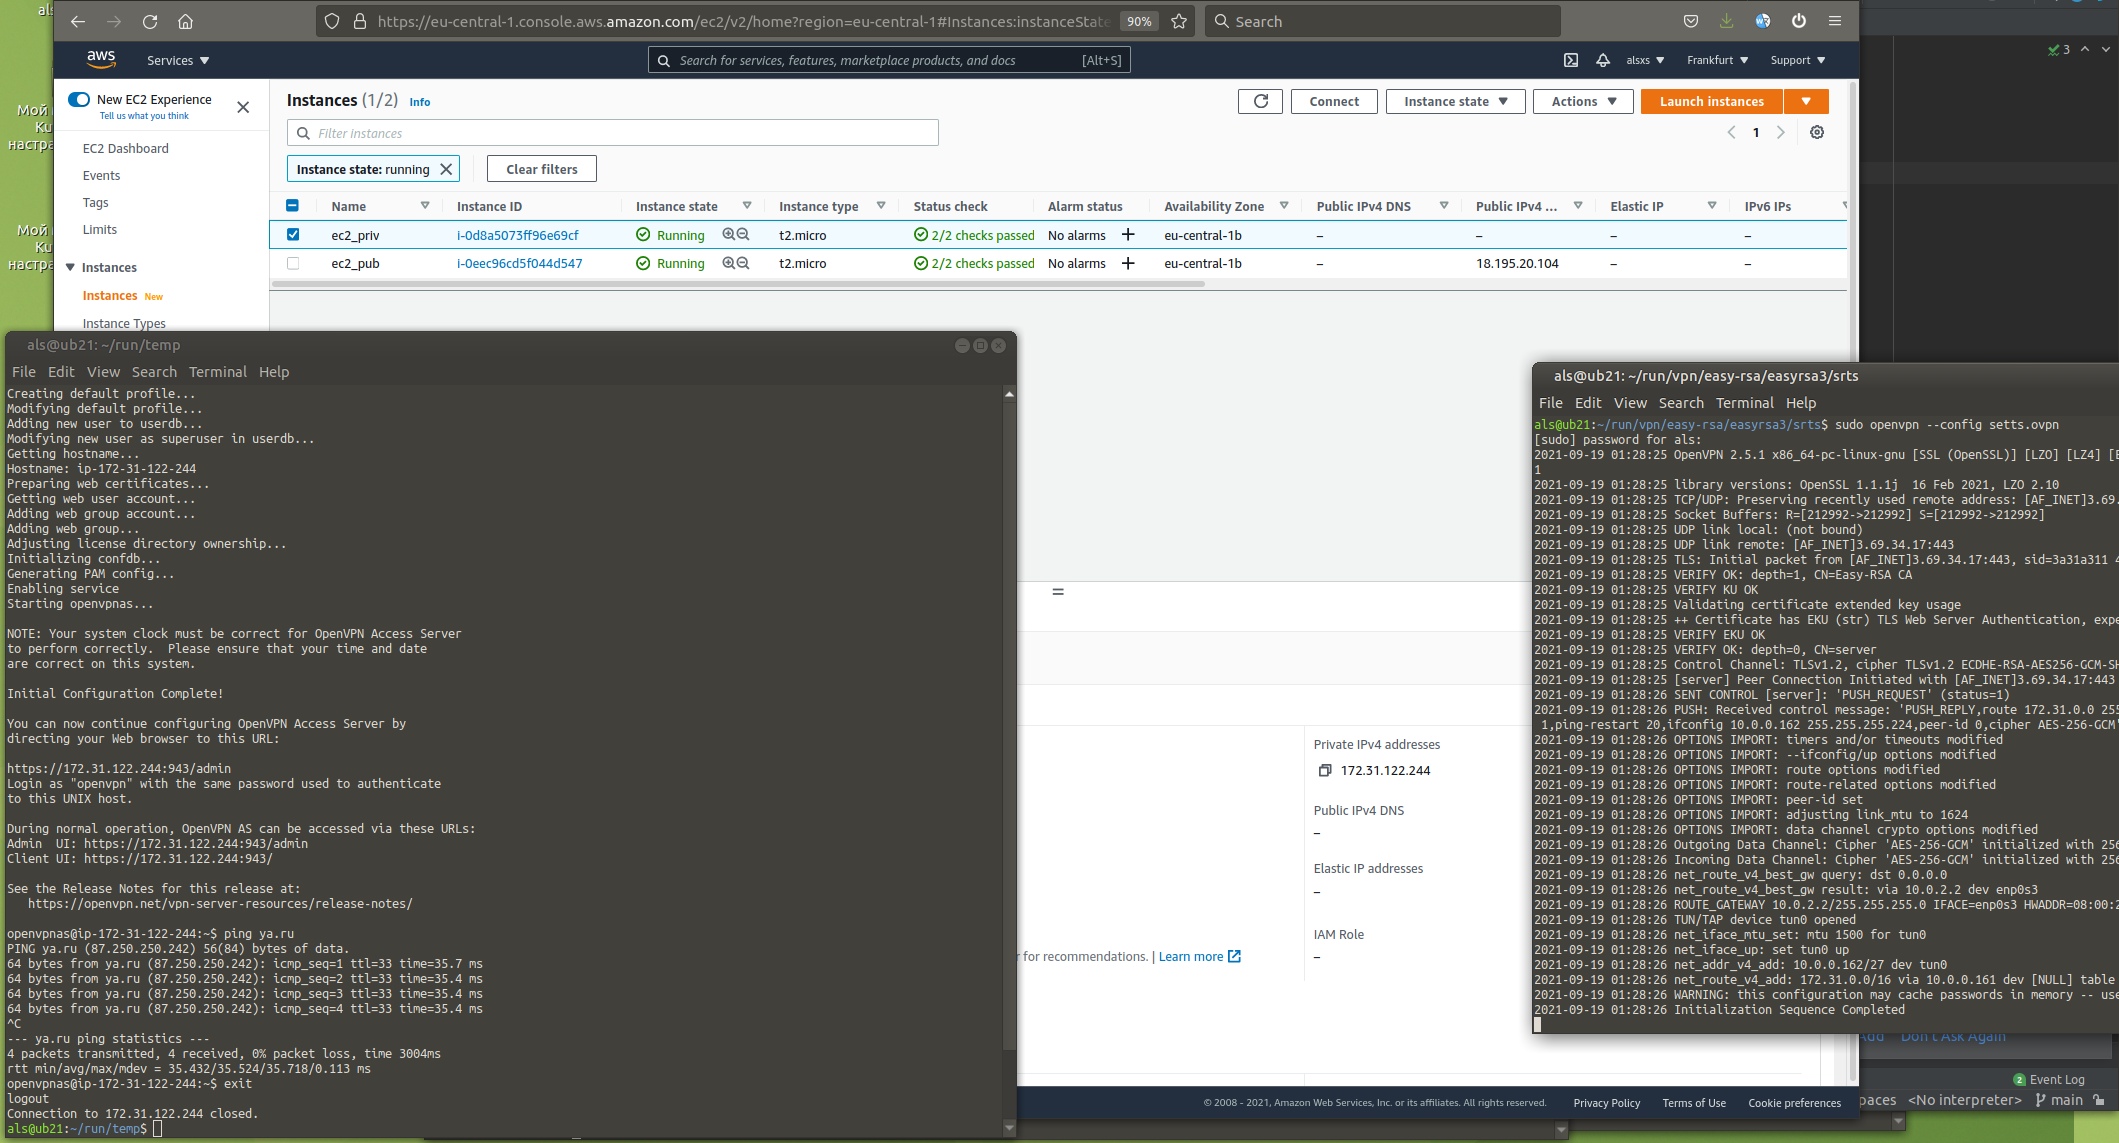 https://eu-central-1.console.aws.amazon.com/ec2/v2/home?region=eu-central-1#Instances:instanceState
90%
Search
aws
Services
Search for services, features, marketplace products, and docs
[Alt+S]
alsxs
Frankfurt
Support
3
Мой
Ku
настра
Мой
Ku
настра
New EC2 Experience
Tell us what you think
EC2 Dashboard
Events
Tags
Limits
Instances
Instances New
Instance Types
Instances (1/2) Info
Connect
Instance state
Actions
Launch instances
Filter Instances
1
Instance state: running
Clear filters
Name Instance ID Instance state Instance type Status check Alarm status Availability Zone Public IPv4 DNS Public IPv4 ... Elastic IP IPv6 IPs
ec2_priv i-0d8a5073ff96e69cf Running t2.micro 2/2 checks passed No alarms + eu-central-1b – – – –
ec2_pub i-0eec96cd5f044d547 Running t2.micro 2/2 checks passed No alarms + eu-central-1b – 18.195.20.104 – –
als@ub21: ~/run/temp
File Edit View Search Terminal Help
Creating default profile...
Modifying default profile...
Adding new user to userdb...
Modifying new user as superuser in userdb...
Getting hostname...
Hostname: ip-172-31-122-244
Preparing web certificates...
Getting web user account...
Adding web group account...
Adding web group...
Adjusting license directory ownership...
Initializing confdb...
Generating PAM config...
Enabling service
Starting openvpnas...
NOTE: Your system clock must be correct for OpenVPN Access Server
to perform correctly.  Please ensure that your time and date
are correct on this system.
Initial Configuration Complete!
You can now continue configuring OpenVPN Access Server by
directing your Web browser to this URL:
https://172.31.122.244:943/admin
Login as "openvpn" with the same password used to authenticate
to this UNIX host.
During normal operation, OpenVPN AS can be accessed via these URLs:
Admin  UI: https://172.31.122.244:943/admin
Client UI: https://172.31.122.244:943/
See the Release Notes for this release at:
https://openvpn.net/vpn-server-resources/release-notes/
openvpnas@ip-172-31-122-244:~$ ping ya.ru
PING ya.ru (87.250.250.242) 56(84) bytes of data.
64 bytes from ya.ru (87.250.250.242): icmp_seq=1 ttl=33 time=35.7 ms
64 bytes from ya.ru (87.250.250.242): icmp_seq=2 ttl=33 time=35.4 ms
64 bytes from ya.ru (87.250.250.242): icmp_seq=3 ttl=33 time=35.4 ms
64 bytes from ya.ru (87.250.250.242): icmp_seq=4 ttl=33 time=35.4 ms
^C
--- ya.ru ping statistics ---
4 packets transmitted, 4 received, 0% packet loss, time 3004ms
rtt min/avg/max/mdev = 35.432/35.524/35.718/0.113 ms
openvpnas@ip-172-31-122-244:~$ exit
logout
Connection to 172.31.122.244 closed.
als@ub21:~/run/temp$
Private IPv4 addresses
172.31.122.244
Public IPv4 DNS
–
Elastic IP addresses
–
IAM Role
–
r for recommendations. | Learn more
als@ub21: ~/run/vpn/easy-rsa/easyrsa3/srts
File Edit View Search Terminal Help
als@ub21:~/run/vpn/easy-rsa/easyrsa3/srts$ sudo openvpn --config setts.ovpn
[sudo] password for als:
2021-09-19 01:28:25 OpenVPN 2.5.1 x86_64-pc-linux-gnu [SSL (OpenSSL)] [LZO] [LZ4] [E
1
2021-09-19 01:28:25 library versions: OpenSSL 1.1.1j  16 Feb 2021, LZO 2.10
2021-09-19 01:28:25 TCP/UDP: Preserving recently used remote address: [AF_INET]3.69.
2021-09-19 01:28:25 Socket Buffers: R=[212992->212992] S=[212992->212992]
2021-09-19 01:28:25 UDP link local: (not bound)
2021-09-19 01:28:25 UDP link remote: [AF_INET]3.69.34.17:443
2021-09-19 01:28:25 TLS: Initial packet from [AF_INET]3.69.34.17:443, sid=3a31a311 4
2021-09-19 01:28:25 VERIFY OK: depth=1, CN=Easy-RSA CA
2021-09-19 01:28:25 VERIFY KU OK
2021-09-19 01:28:25 Validating certificate extended key usage
2021-09-19 01:28:25 ++ Certificate has EKU (str) TLS Web Server Authentication, expe
2021-09-19 01:28:25 VERIFY EKU OK
2021-09-19 01:28:25 VERIFY OK: depth=0, CN=server
2021-09-19 01:28:25 Control Channel: TLSv1.2, cipher TLSv1.2 ECDHE-RSA-AES256-GCM-SH
2021-09-19 01:28:25 [server] Peer Connection Initiated with [AF_INET]3.69.34.17:443
2021-09-19 01:28:26 SENT CONTROL [server]: 'PUSH_REQUEST' (status=1)
2021-09-19 01:28:26 PUSH: Received control message: 'PUSH_REPLY,route 172.31.0.0 255
1,ping-restart 20,ifconfig 10.0.0.162 255.255.255.224,peer-id 0,cipher AES-256-GCM'
2021-09-19 01:28:26 OPTIONS IMPORT: timers and/or timeouts modified
2021-09-19 01:28:26 OPTIONS IMPORT: --ifconfig/up options modified
2021-09-19 01:28:26 OPTIONS IMPORT: route options modified
2021-09-19 01:28:26 OPTIONS IMPORT: route-related options modified
2021-09-19 01:28:26 OPTIONS IMPORT: peer-id set
2021-09-19 01:28:26 OPTIONS IMPORT: adjusting link_mtu to 1624
2021-09-19 01:28:26 OPTIONS IMPORT: data channel crypto options modified
2021-09-19 01:28:26 Outgoing Data Channel: Cipher 'AES-256-GCM' initialized with 256
2021-09-19 01:28:26 Incoming Data Channel: Cipher 'AES-256-GCM' initialized with 256
2021-09-19 01:28:26 net_route_v4_best_gw query: dst 0.0.0.0
2021-09-19 01:28:26 net_route_v4_best_gw result: via 10.0.2.2 dev enp0s3
2021-09-19 01:28:26 ROUTE_GATEWAY 10.0.2.2/255.255.255.0 IFACE=enp0s3 HWADDR=08:00:2
2021-09-19 01:28:26 TUN/TAP device tun0 opened
2021-09-19 01:28:26 net_iface_mtu_set: mtu 1500 for tun0
2021-09-19 01:28:26 net_iface_up: set tun0 up
2021-09-19 01:28:26 net_addr_v4_add: 10.0.0.162/27 dev tun0
2021-09-19 01:28:26 net_route_v4_add: 172.31.0.0/16 via 10.0.0.161 dev [NULL] table
2021-09-19 01:28:26 WARNING: this configuration may cache passwords in memory -- use
2021-09-19 01:28:26 Initialization Sequence Completed
Add Don't Ask Again
2 Event Log
paces <No interpreter> main
© 2008 - 2021, Amazon Web Services, Inc. or its affiliates. All rights reserved. Privacy Policy Terms of Use Cookie preferences